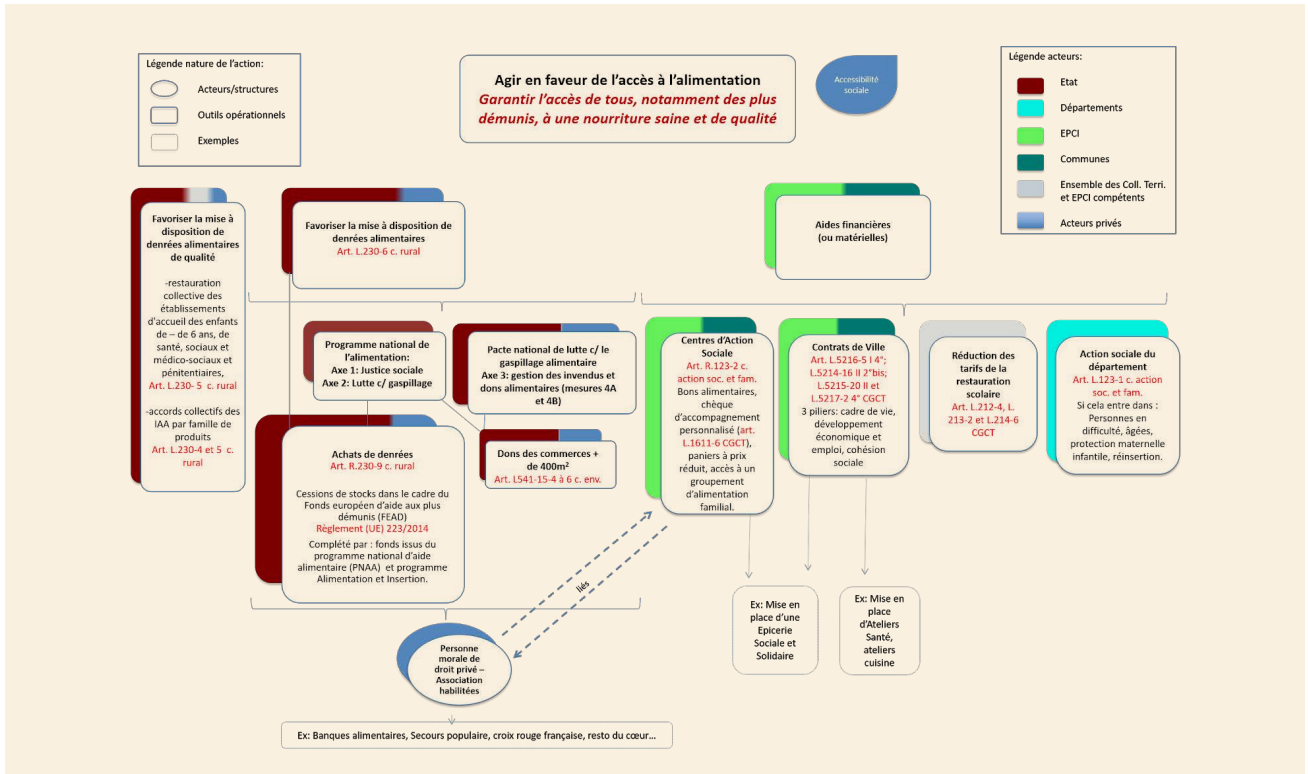 Légende nature de l’action:
Acteurs/structures
Outils opérationnels
Exemples
Agir en faveur de l’accès à l’alimentation
Garantir l’accès de tous, notamment des plus
démunis, à une nourriture saine et de qualité
Accessibilité
sociale
Légende acteurs:
Etat
Départements
EPCI
Communes
Ensemble des Coll. Terri.
et EPCI compétents
Acteurs privés
Favoriser la mise à
disposition de
denrées alimentaires
de qualité
-restauration
collective des
établissements
d’accueil des enfants
de – de 6 ans, de
santé, sociaux et
médico-sociaux et
pénitentiaires,
Art. L.230- 5 c. rural
-accords collectifs des
IAA par famille de
produits
Art. L.230-4 et 5 c.
rural
Favoriser la mise à disposition de
denrées alimentaires
Art. L.230-6 c. rural
Aides financières
(ou matérielles)
Programme national de
l’alimentation:
Axe 1: Justice sociale
Axe 2: Lutte c/ gaspillage
Pacte national de lutte c/ le
gaspillage alimentaire
Axe 3: gestion des invendus et
dons alimentaires (mesures 4A
et 4B)
Achats de denrées
Art. R.230-9 c. rural
Cessions de stocks dans le cadre du
Fonds européen d’aide aux plus
démunis (FEAD)
Règlement (UE) 223/2014
Complété par : fonds issus du
programme national d’aide
alimentaire (PNAA) et programme
Alimentation et Insertion.
Dons des commerces +
de 400m²
Art. L541-15-4 à 6 c. env.
Centres d’Action
Sociale
Art. R.123-2 c.
action soc. et fam.
Bons alimentaires,
chèque
d’accompagnement
personnalisé (art.
L.1611-6 CGCT),
paniers à prix
réduit, accès à un
groupement
d’alimentation
familial.
Contrats de Ville
Art. L.5216-5 I 4°;
L.5214-16 II 2°bis;
L.5215-20 II et
L.5217-2 4° CGCT
3 piliers: cadre de vie,
développement
économique et
emploi, cohésion
sociale
Réduction des
tarifs de la
restauration
scolaire
Art. L.212-4, L.
213-2 et L.214-6
CGCT
Action sociale du
département
Art. L.123-1 c. action
soc. et fam.
Si cela entre dans :
Personnes en
difficulté, âgées,
protection maternelle
infantile, réinsertion.
liés
Ex: Mise en
place d’une
Epicerie
Sociale et
Solidaire
Ex: Mise en
place
d’Ateliers
Santé,
ateliers
cuisine
Personne
morale de
droit privé –
Association
habilitées
Ex: Banques alimentaires, Secours populaire, croix rouge française, resto du cœur…